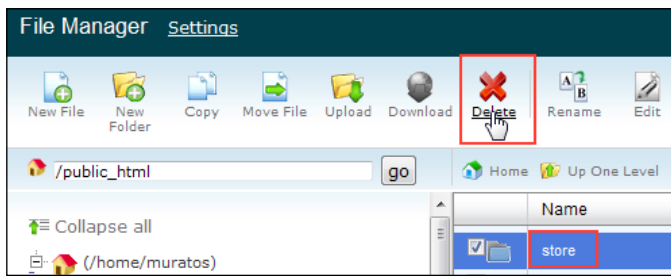 File Manager Settings
New File New Folder Copy Move File Upload Download Delete Rename Edit
/public_html go Home Up One Level
Collapse all Name
(/home/muratos) store